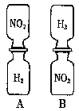 NO₂ H₂
H₂ NO₂
A B